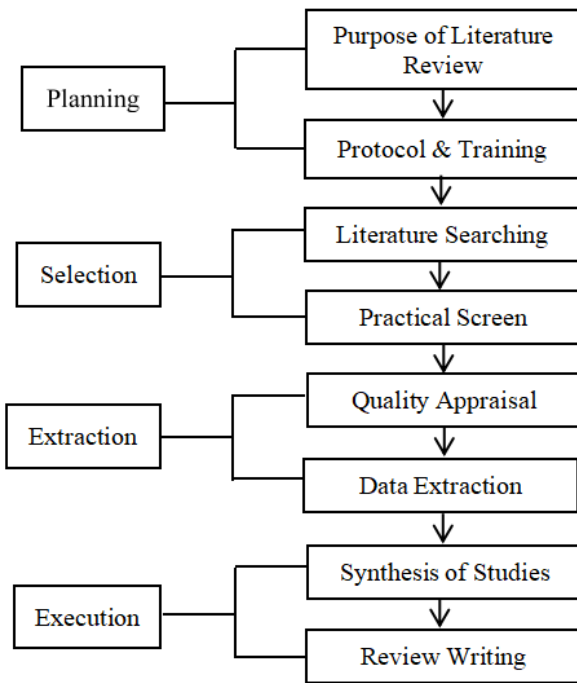 Planning
Purpose of Literature
Review
Protocol & Training
Selection
Literature Searching
Practical Screen
Extraction
Quality Appraisal
Data Extraction
Execution
Synthesis of Studies
Review Writing